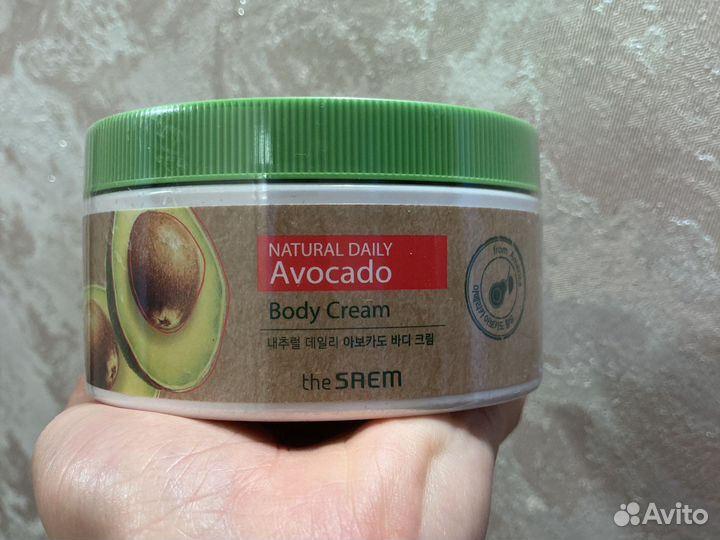 NATURAL DAILY
Avocado
Body Cream
내추럴 데일리 아보카도 바디 크림
the SAEM
from
Avito